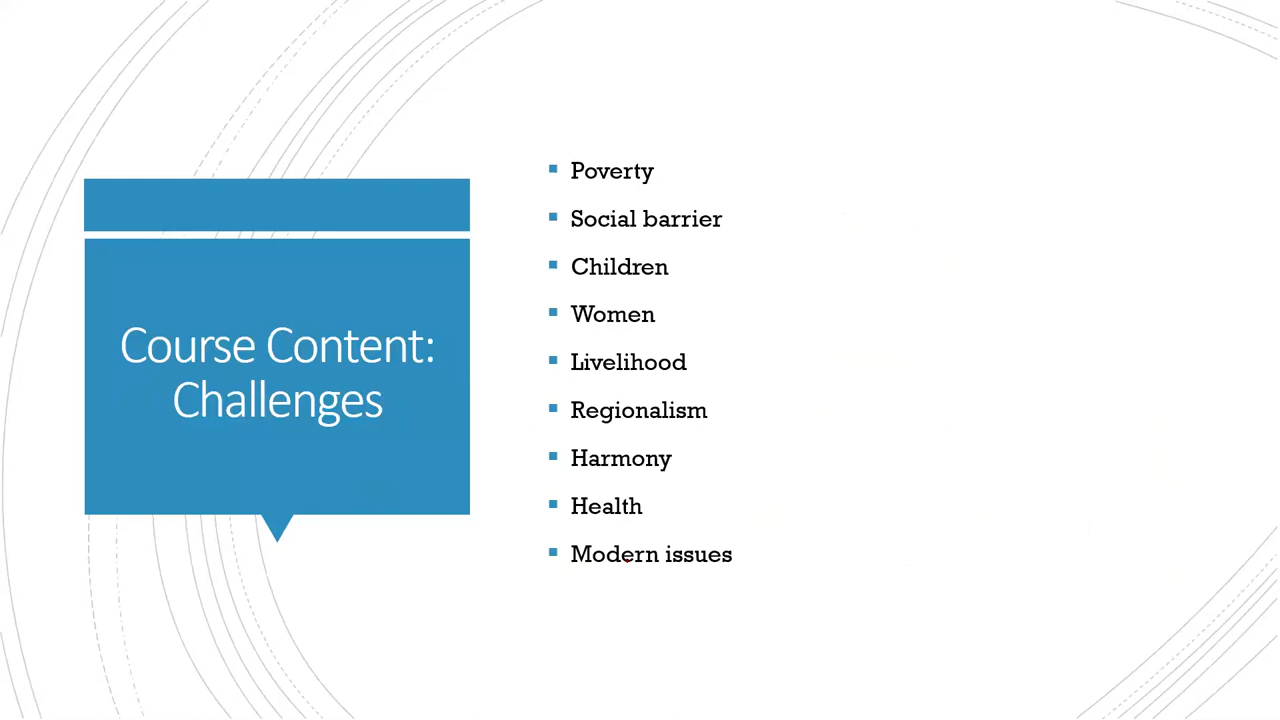 Course Content:
Challenges
Poverty
Social barrier
Children
Women
Livelihood
Regionalism
Harmony
Health
Modern issues